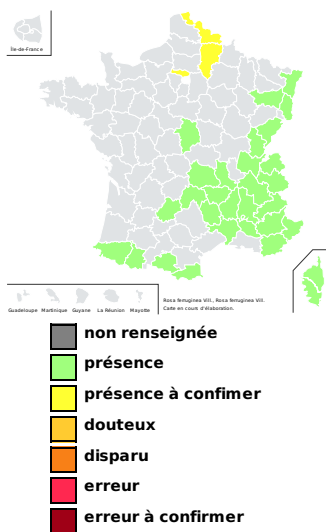 Île-de-France
Guadeloupe Martinique Guyane La Réunion Mayotte
Rosa ferruginea Vill., Rosa ferruginea Vill.
Carte en cours d'élaboration.
non renseignée
présence
présence à confimer
douteux
disparu
erreur
erreur à confirmer